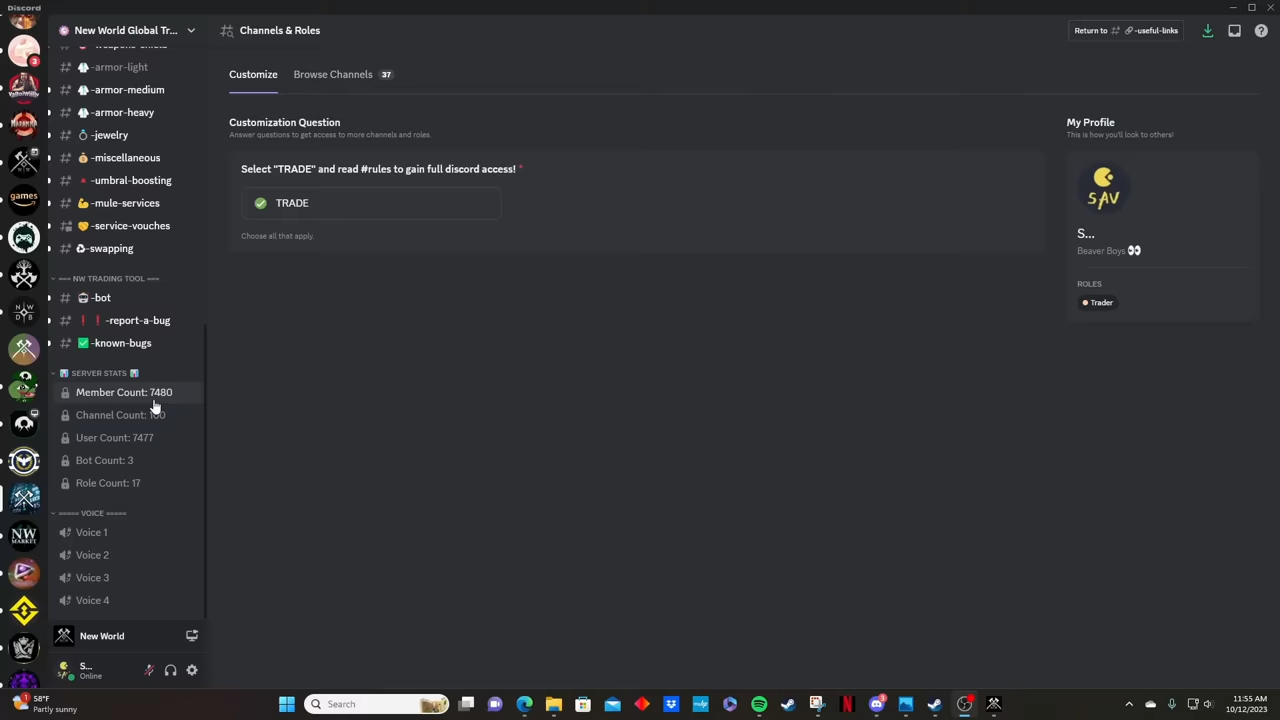 Discord
New World Global Tr...
Channels & Roles
Return to # -useful-links
-armor-light
-armor-medium
-armor-heavy
-jewelry
-miscellaneous
-umbral-boosting
-mule-services
-service-vouches
-swapping
=== NW TRADING TOOL ===
-bot
-report-a-bug
-known-bugs
SERVER STATS
Member Count: 7480
Channel Count:
User Count: 7477
Bot Count: 3
Role Count: 17
===== VOICE =====
Voice 1
Voice 2
Voice 3
Voice 4
New World
S...
Online
Customize
Browse Channels 37
Customization Question
Answer questions to get access to more channels and roles.
Select "TRADE" and read #rules to gain full discord access! *
TRADE
Choose all that apply.
My Profile
This is how you'll look to others!
SAV
S...
Beaver Boys
ROLES
Trader
games
NW
MARKET
3
58°F
Partly sunny
Search
11:55 AM
10/12/2023